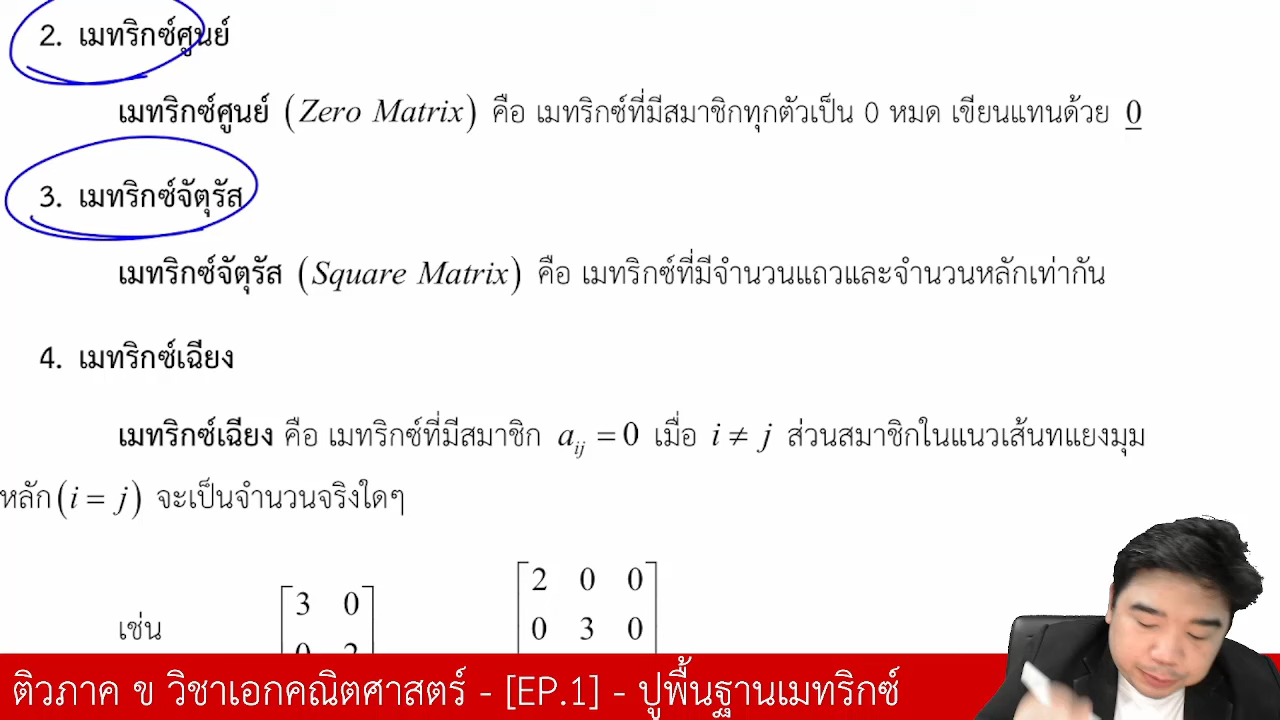 2. เมทริกซ์ศูนย์
เมทริกซ์ศูนย์ (Zero Matrix) คือ เมทริกซ์ที่มีสมาชิกทุกตัวเป็น 0 หมด เขียนแทนด้วย 0
3. เมทริกซ์จัตุรัส
เมทริกซ์จัตุรัส (Square Matrix) คือ เมทริกซ์ที่มีจำนวนแถวและจำนวนหลักเท่ากัน
4. เมทริกซ์เฉียง
เมทริกซ์เฉียง คือ เมทริกซ์ที่มีสมาชิก aij = 0 เมื่อ i ≠ j ส่วนสมาชิกในแนวเส้นทแยงมุม
หลัก (i = j) จะเป็นจำนวนจริงใดๆ
2 0 0
3 0
เช่น 0 3 0
ติวภาค ข วิชาเอกคณิตศาสตร์ - [EP.1] - ปูพื้นฐานเมทริกซ์